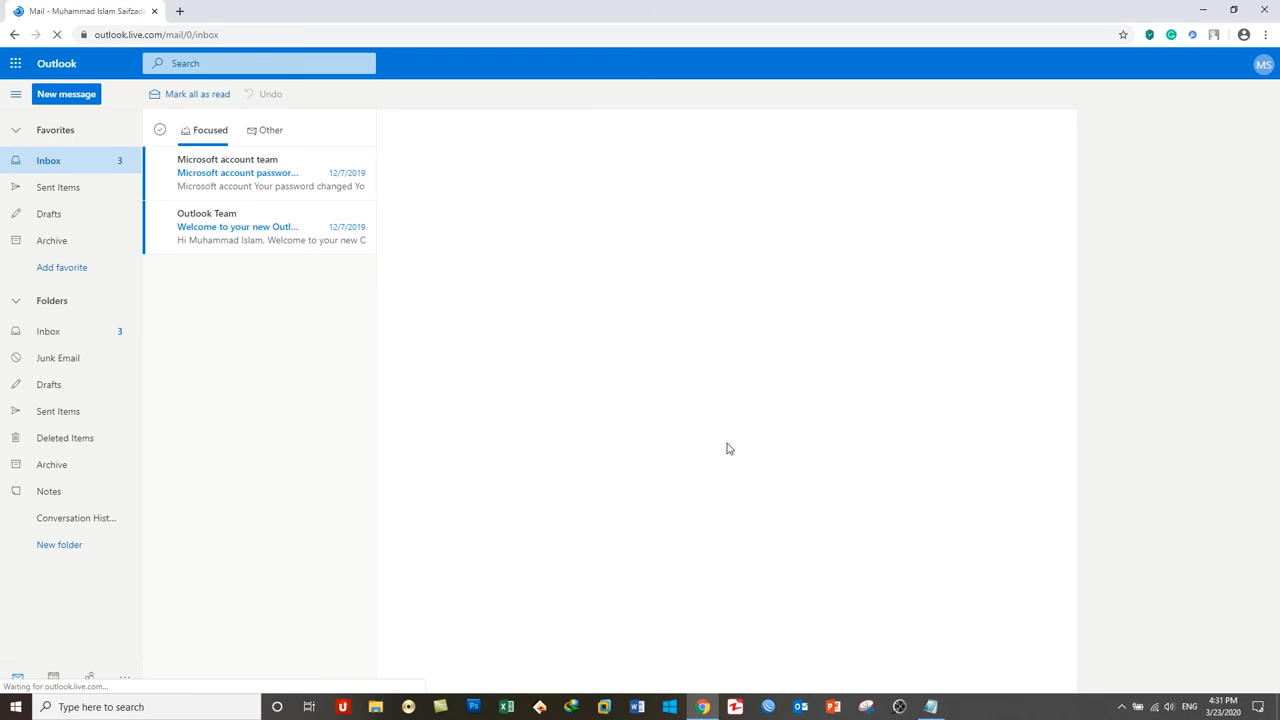 Mail - Muhammad Islam Saifzada
outlook.live.com/mail/0/inbox
Outlook
Search
MS
New message
Mark all as read
Undo
Favorites
Focused
Other
Inbox 3
Microsoft account team
Microsoft account passwor... 12/7/2019
Microsoft account Your password changed Yo
Sent Items
Drafts
Outlook Team
Welcome to your new Outl... 12/7/2019
Hi Muhammad Islam, Welcome to your new O
Archive
Add favorite
Folders
Inbox 3
Junk Email
Drafts
Sent Items
Deleted Items
Archive
Notes
Conversation Hist...
New folder
Waiting for outlook.live.com...
Type here to search
ENG
4:31 PM
3/23/2020